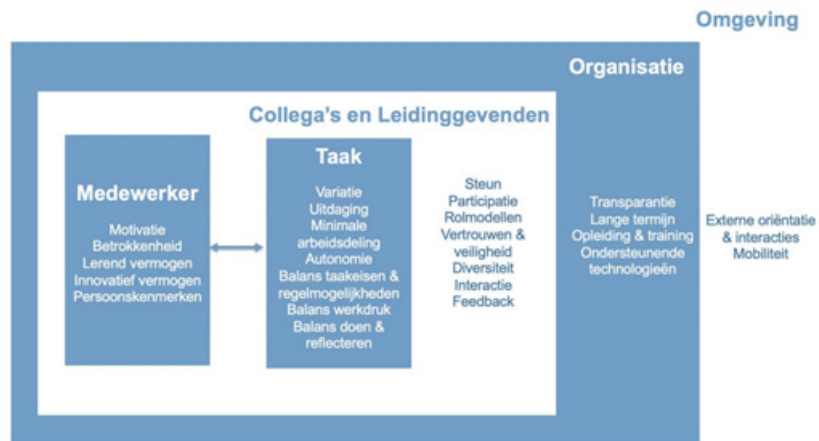 Omgeving
Organisatie
Collega's en Leidinggevenden
Medewerker
Motivatie
Betrokkenheid
Lerend vermogen
Innovatief vermogen
Persoonskenmerken
Taak
Variatie
Uitdaging
Minimale
arbeidsdeling
Autonomie
Balans taakeisen &
regelmogelijkheden
Balans werkdruk
Balans doen &
reflecteren
Steun
Participatie
Rolmodellen
Vertrouwen &
veiligheid
Diversiteit
Interactie
Feedback
Transparantie
Lange termijn
Opleiding & training
Ondersteunende
technologieën
Externe oriëntatie
& interacties
Mobiliteit